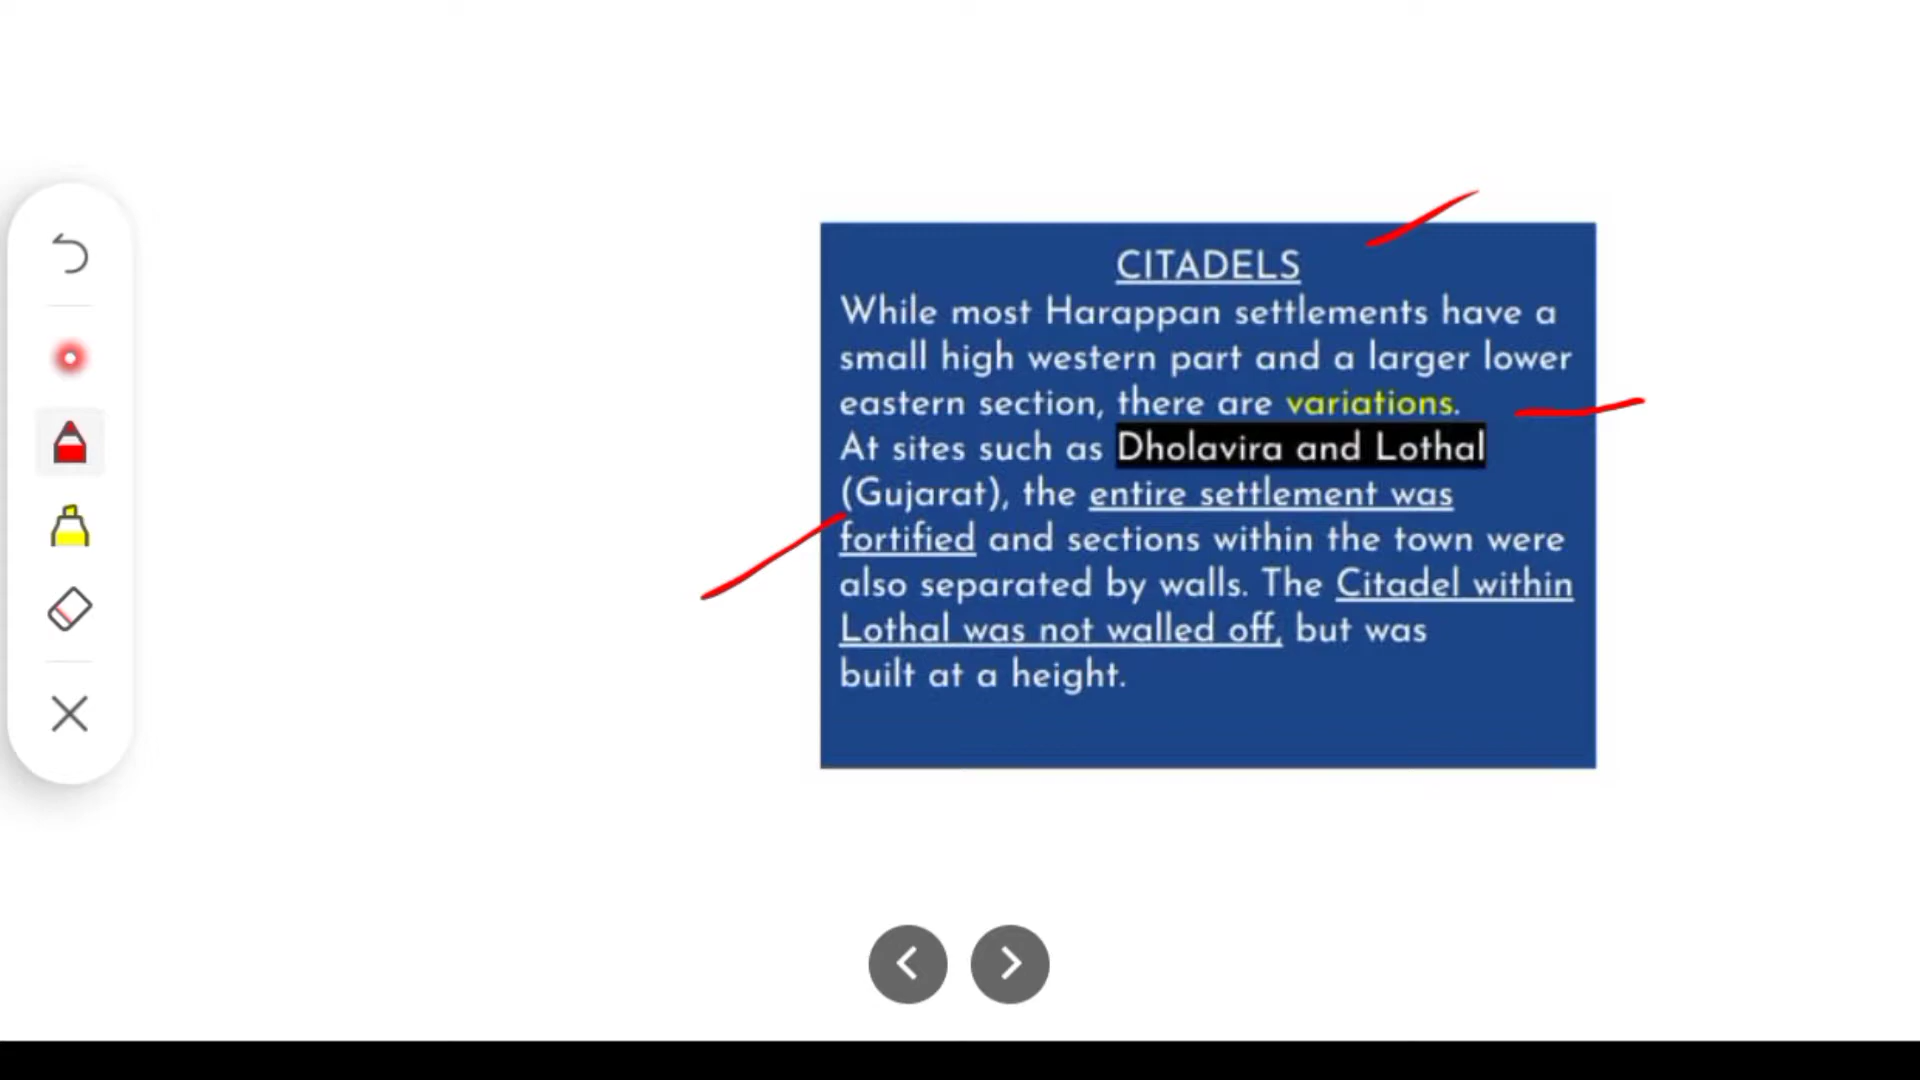 CITADELS
While most Harappan settlements have a
small high western part and a larger lower
eastern section, there are variations.
At sites such as Dholavira and Lothal
(Gujarat), the entire settlement was
fortified and sections within the town were
also separated by walls. The Citadel within
Lothal was not walled off, but was
built at a height.